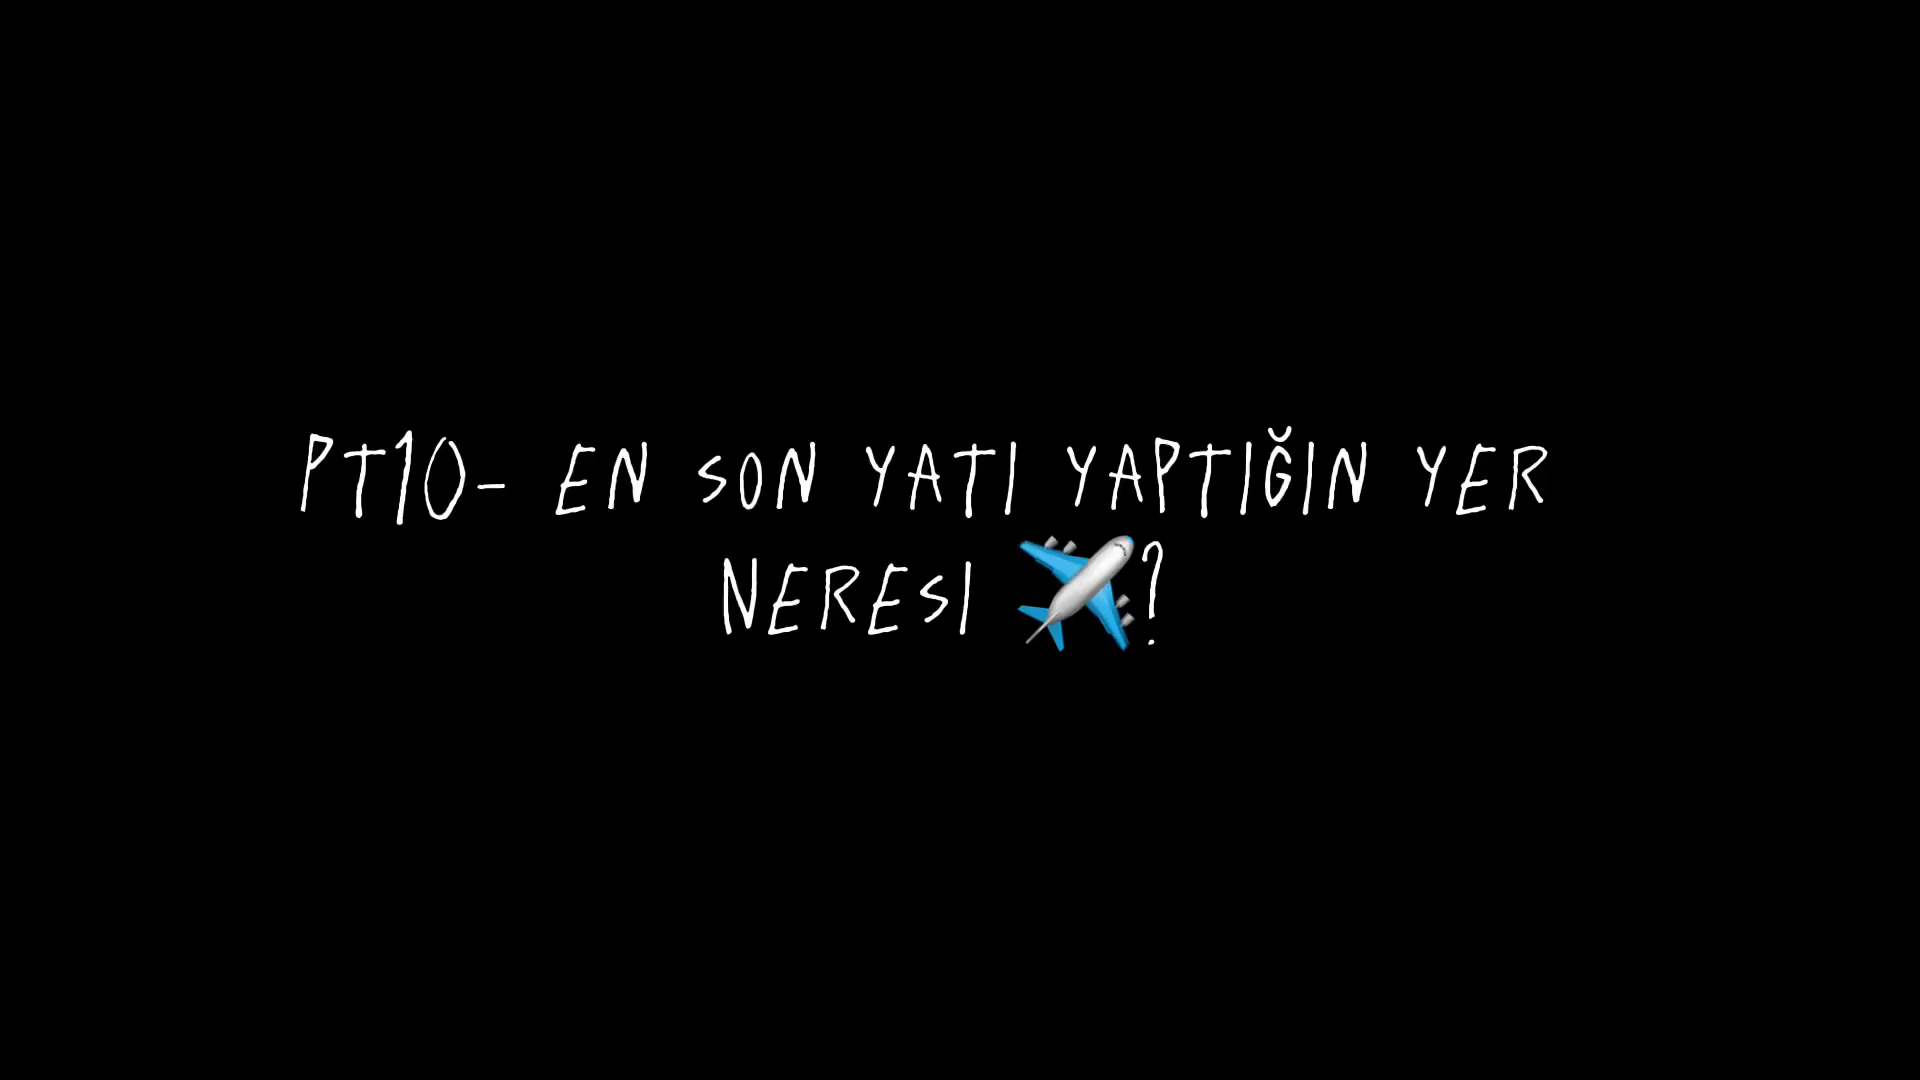 PT10- EN SON YATI YAPTIĞIN YER
NERESI ✈️?